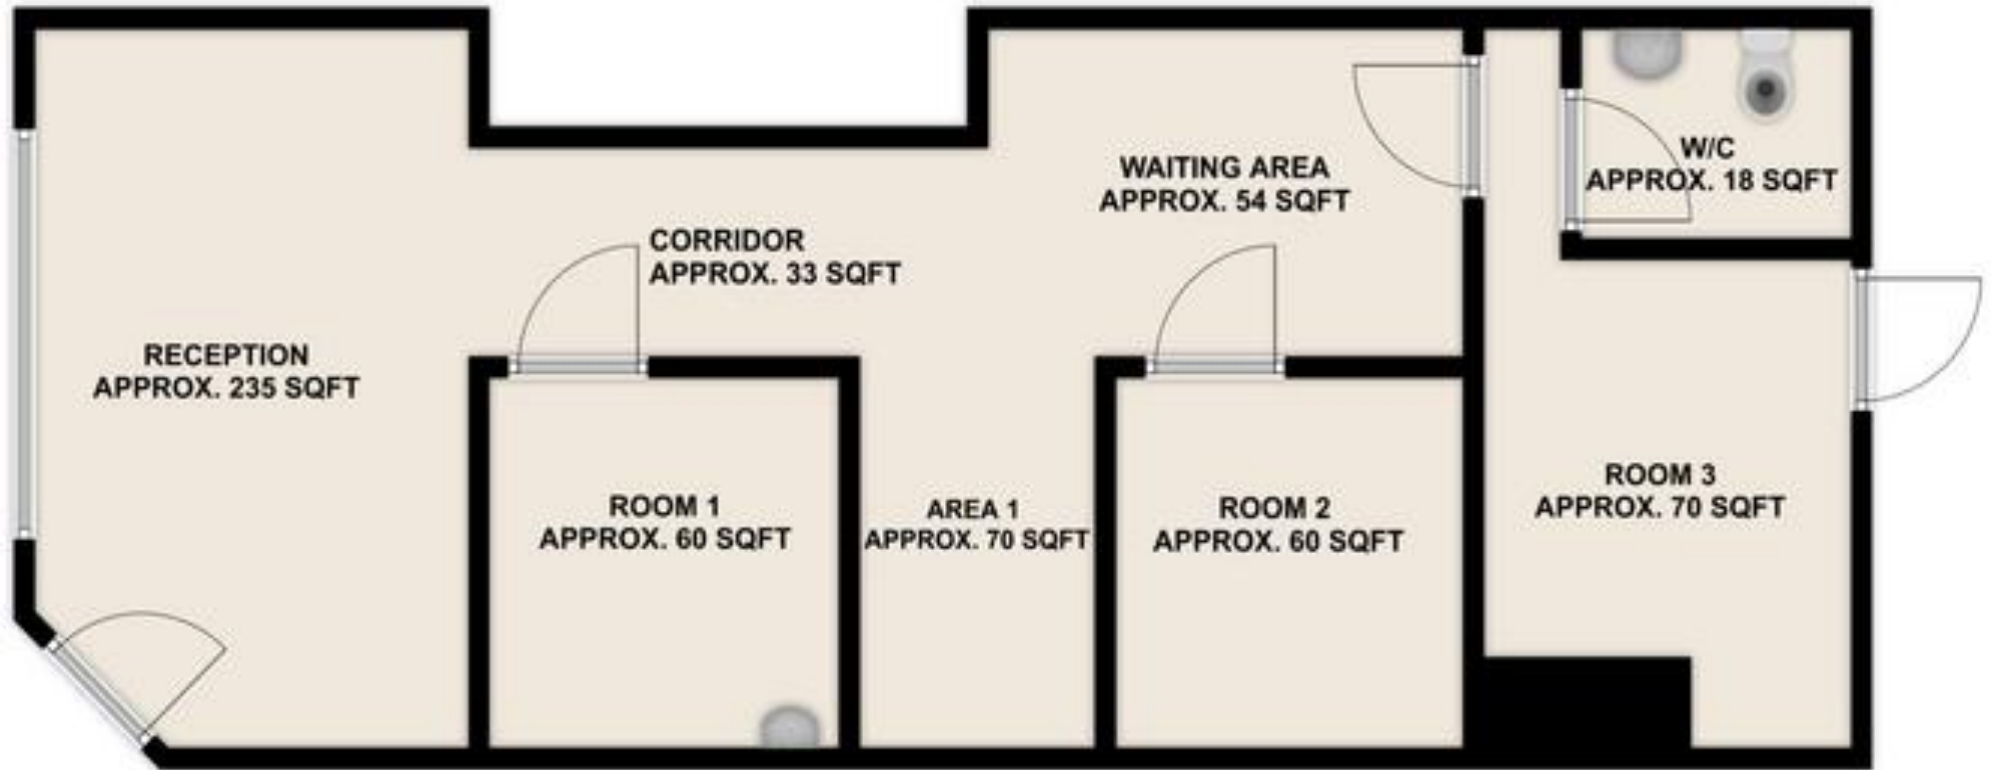 RECEPTION
APPROX. 235 SQFT
CORRIDOR
APPROX. 33 SQFT
WAITING AREA
APPROX. 54 SQFT
W/C
APPROX. 18 SQFT
ROOM 1
APPROX. 60 SQFT
AREA 1
APPROX. 70 SQFT
ROOM 2
APPROX. 60 SQFT
ROOM 3
APPROX. 70 SQFT